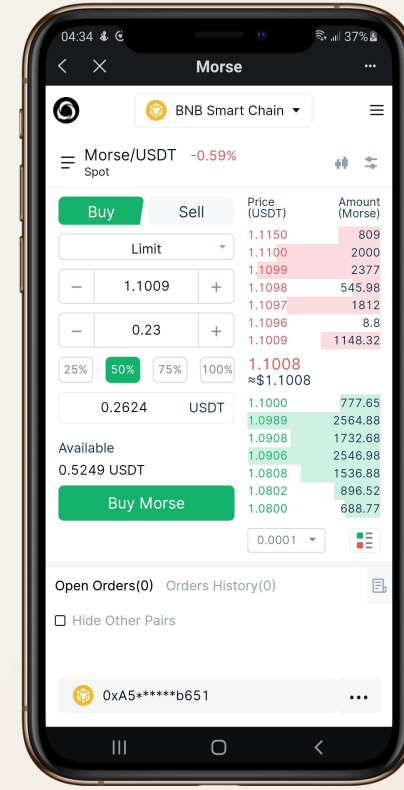 04:34 37%
Morse
BNB Smart Chain
Morse/USDT -0.59%
Spot
Buy Sell
Limit
1.1009
0.23
25% 50% 75% 100%
0.2624 USDT
Available
0.5249 USDT
Buy Morse
Price (USDT) Amount (Morse)
1.1150 809
1.1100 2000
1.1099 2377
1.1098 545.98
1.1097 1812
1.1096 8.8
1.1009 1148.32
1.1008
≈$1.1008
1.1000 777.65
1.0989 2564.88
1.0908 1732.68
1.0906 2546.98
1.0808 1536.88
1.0802 896.52
1.0800 688.77
0.0001
Open Orders(0) Orders History(0)
Hide Other Pairs
0xA5*****b651